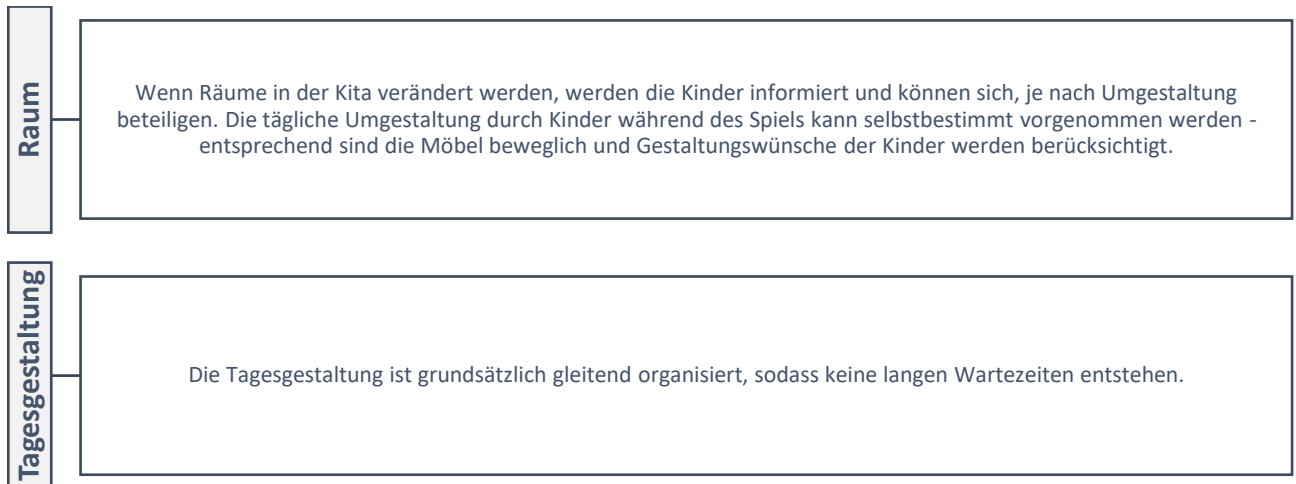 Raum
Wenn Räume in der Kita verändert werden, werden die Kinder informiert und können sich, je nach Umgestaltung
beteiligen. Die tägliche Umgestaltung durch Kinder während des Spiels kann selbstbestimmt vorgenommen werden -
entsprechend sind die Möbel beweglich und Gestaltungswünsche der Kinder werden berücksichtigt.
Tagesgestaltung
Die Tagesgestaltung ist grundsätzlich gleitend organisiert, sodass keine langen Wartezeiten entstehen.